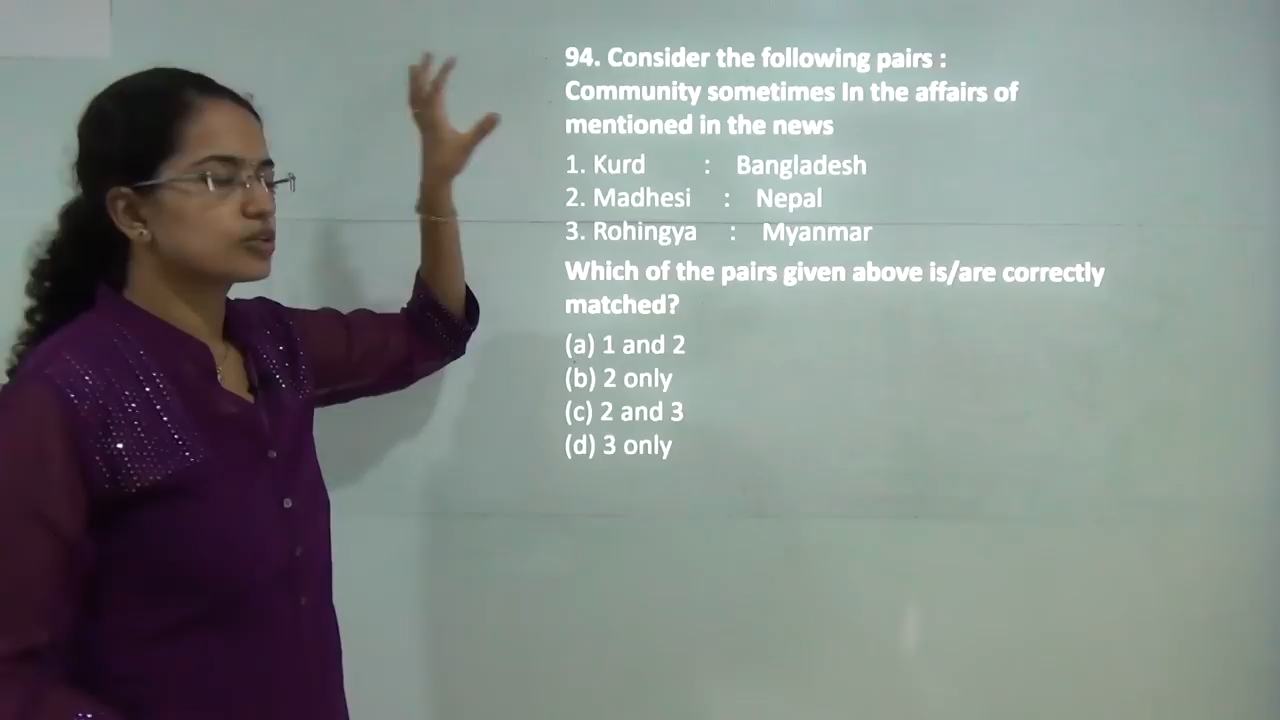 94. Consider the following pairs :
Community sometimes In the affairs of
mentioned in the news
1. Kurd : Bangladesh
2. Madhesi : Nepal
3. Rohingya : Myanmar
Which of the pairs given above is/are correctly
matched?
(a) 1 and 2
(b) 2 only
(c) 2 and 3
(d) 3 only